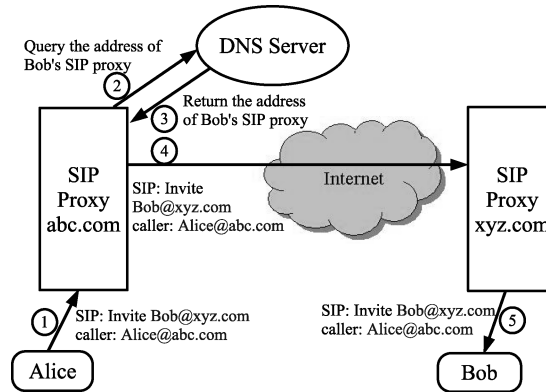 Query the address of
Bob's SIP proxy
2
DNS Server
3
Return the address
of Bob's SIP proxy
4
SIP
Proxy
abc.com
SIP: Invite
Bob@xyz.com
caller: Alice@abc.com
Internet
SIP
Proxy
xyz.com
1
SIP: Invite Bob@xyz.com
caller: Alice@abc.com
SIP: Invite Bob@xyz.com
caller: Alice@abc.com
5
Alice
Bob